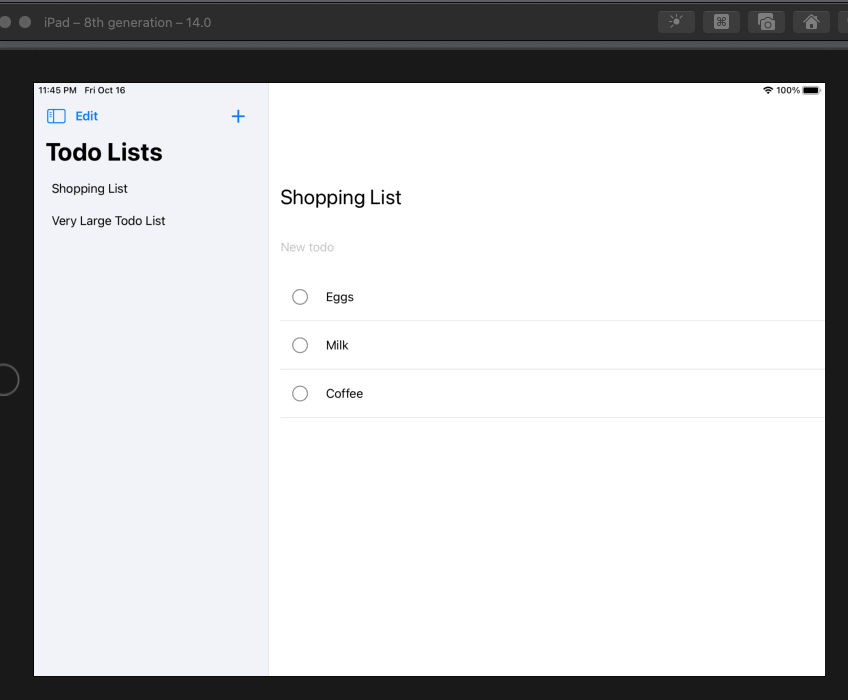 iPad – 8th generation – 14.0
11:45 PM Fri Oct 16
100%
Edit
Todo Lists
Shopping List
Very Large Todo List
Shopping List
New todo
Eggs
Milk
Coffee